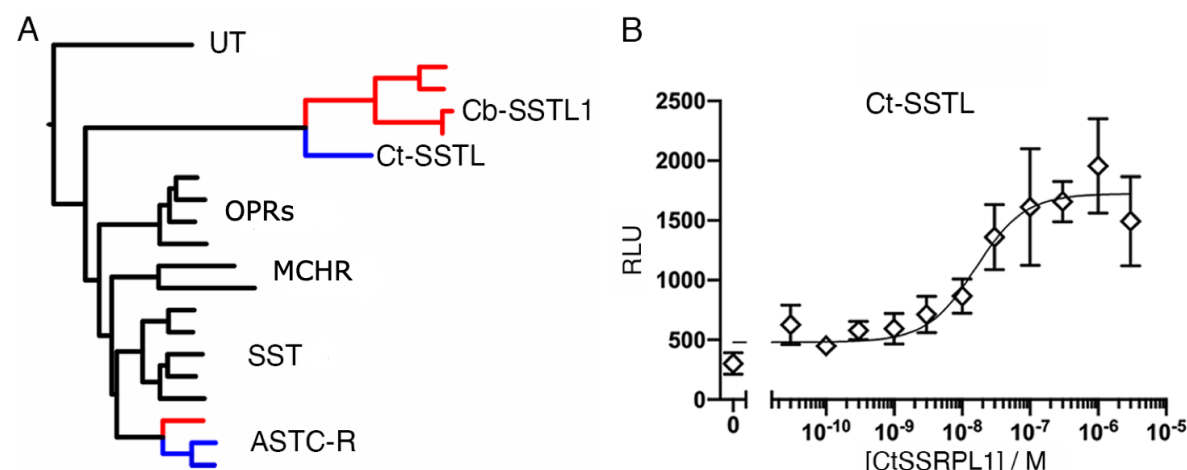 A
UT
Cb-SSTL1
Ct-SSTL
OPRs
MCHR
SST
ASTC-R
B
Ct-SSTL
2500
2000
1500
1000
500
0
RLU
0
10-10
10-9
10-8
10-7
10-6
10-5
[CtSSRPL1] / M